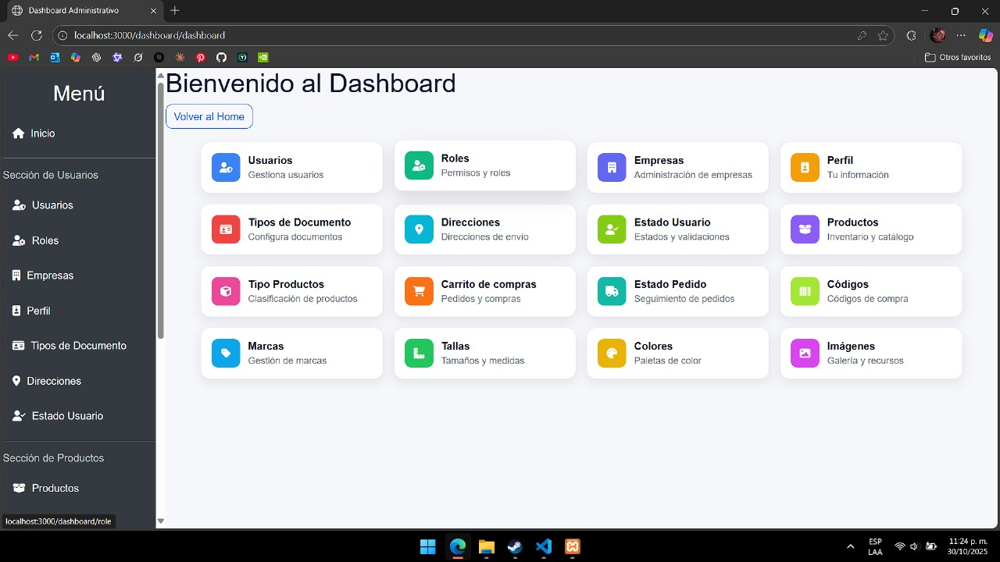 Dashboard Administrativo
localhost:3000/dashboard/dashboard
Otros favoritos
Menú
Inicio
Sección de Usuarios
Usuarios
Roles
Empresas
Perfil
Tipos de Documento
Direcciones
Estado Usuario
Sección de Productos
Productos
localhost:3000/dashboard/role
Bienvenido al Dashboard
Volver al Home
Usuarios
Gestiona usuarios
Roles
Permisos y roles
Empresas
Administración de empresas
Perfil
Tu información
Tipos de Documento
Configura documentos
Direcciones
Direcciones de envío
Estado Usuario
Estados y validaciones
Productos
Inventario y catálogo
Tipo Productos
Clasificación de productos
Carrito de compras
Pedidos y compras
Estado Pedido
Seguimiento de pedidos
Códigos
Códigos de compra
Marcas
Gestión de marcas
Tallas
Tamaños y medidas
Colores
Paletas de color
Imágenes
Galería y recursos
ESP
LAA
11:24 p. m.
30/10/2025